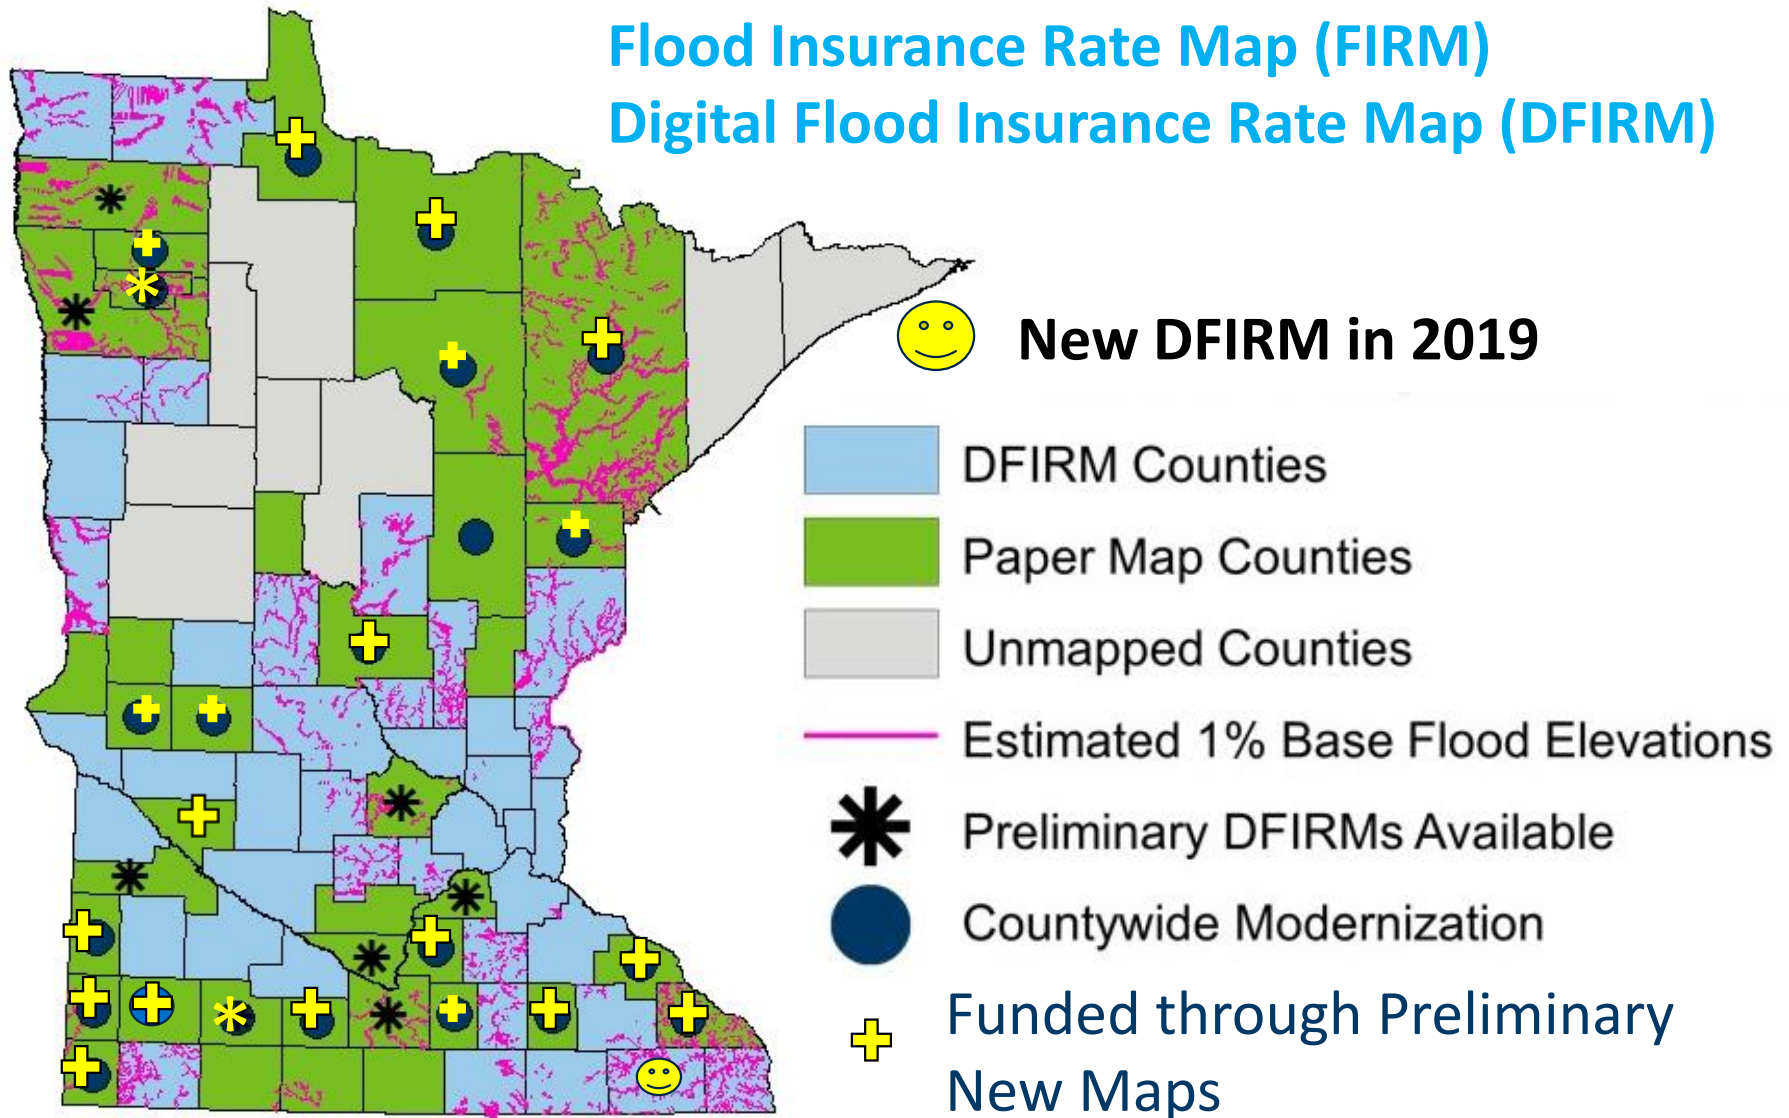 Flood Insurance Rate Map (FIRM)
Digital Flood Insurance Rate Map (DFIRM)
New DFIRM in 2019
DFIRM Counties
Paper Map Counties
Unmapped Counties
Estimated 1% Base Flood Elevations
Preliminary DFIRMs Available
Countywide Modernization
Funded through Preliminary
New Maps